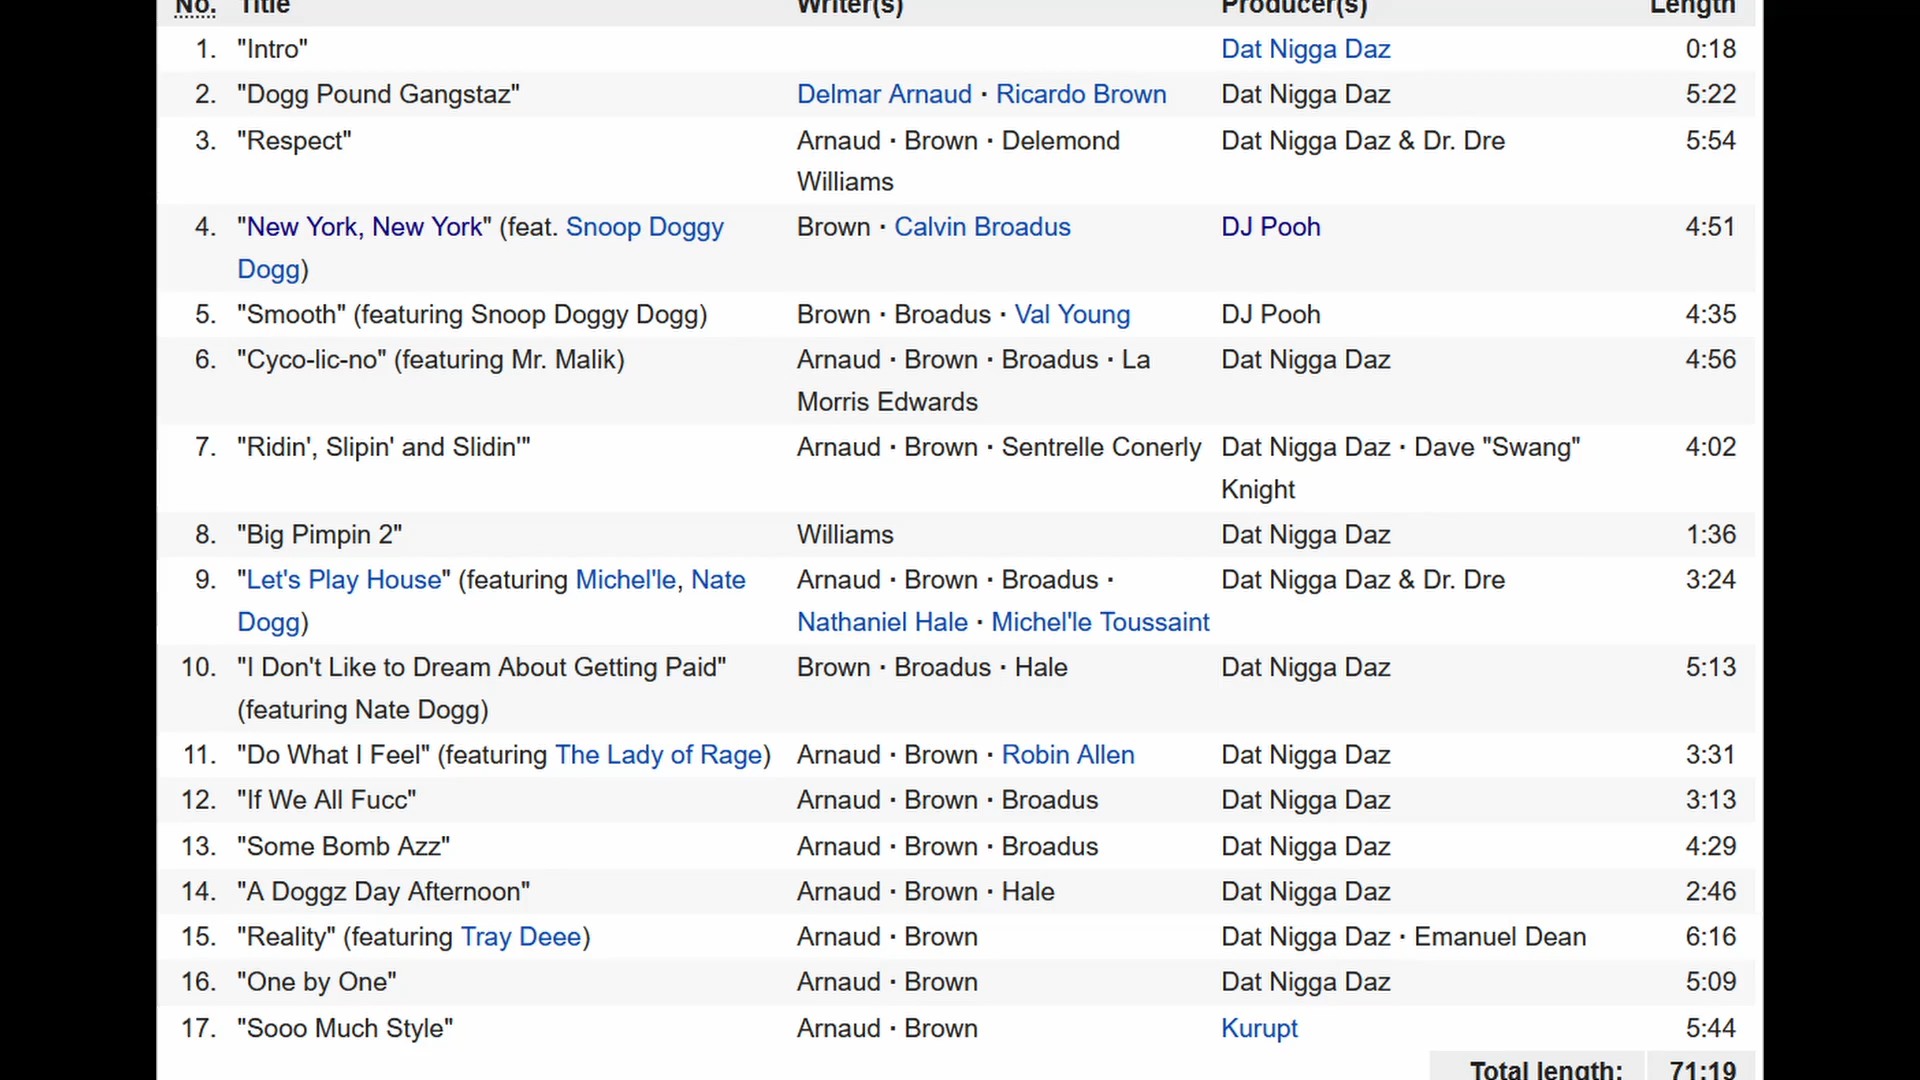 No. Title Writer(s) Producer(s) Length
1. "Intro" Dat Nigga Daz 0:18
2. "Dogg Pound Gangstaz" Delmar Arnaud · Ricardo Brown Dat Nigga Daz 5:22
3. "Respect" Arnaud · Brown · Delemond Dat Nigga Daz & Dr. Dre 5:54
Williams
4. "New York, New York" (feat. Snoop Doggy Brown · Calvin Broadus DJ Pooh 4:51
Dogg)
5. "Smooth" (featuring Snoop Doggy Dogg) Brown · Broadus · Val Young DJ Pooh 4:35
6. "Cyco-lic-no" (featuring Mr. Malik) Arnaud · Brown · Broadus · La Dat Nigga Daz 4:56
Morris Edwards
7. "Ridin', Slipin' and Slidin'" Arnaud · Brown · Sentrelle Conerly Dat Nigga Daz · Dave "Swang" 4:02
Knight
8. "Big Pimpin 2" Williams Dat Nigga Daz 1:36
9. "Let's Play House" (featuring Michel'le, Nate Arnaud · Brown · Broadus · Dat Nigga Daz & Dr. Dre 3:24
Dogg) Nathaniel Hale · Michel'le Toussaint
10. "I Don't Like to Dream About Getting Paid" Brown · Broadus · Hale Dat Nigga Daz 5:13
(featuring Nate Dogg)
11. "Do What I Feel" (featuring The Lady of Rage) Arnaud · Brown · Robin Allen Dat Nigga Daz 3:31
12. "If We All Fucc" Arnaud · Brown · Broadus Dat Nigga Daz 3:13
13. "Some Bomb Azz" Arnaud · Brown · Broadus Dat Nigga Daz 4:29
14. "A Doggz Day Afternoon" Arnaud · Brown · Hale Dat Nigga Daz 2:46
15. "Reality" (featuring Tray Deee) Arnaud · Brown Dat Nigga Daz · Emanuel Dean 6:16
16. "One by One" Arnaud · Brown Dat Nigga Daz 5:09
17. "Sooo Much Style" Arnaud · Brown Kurupt 5:44
Total length: 71:19